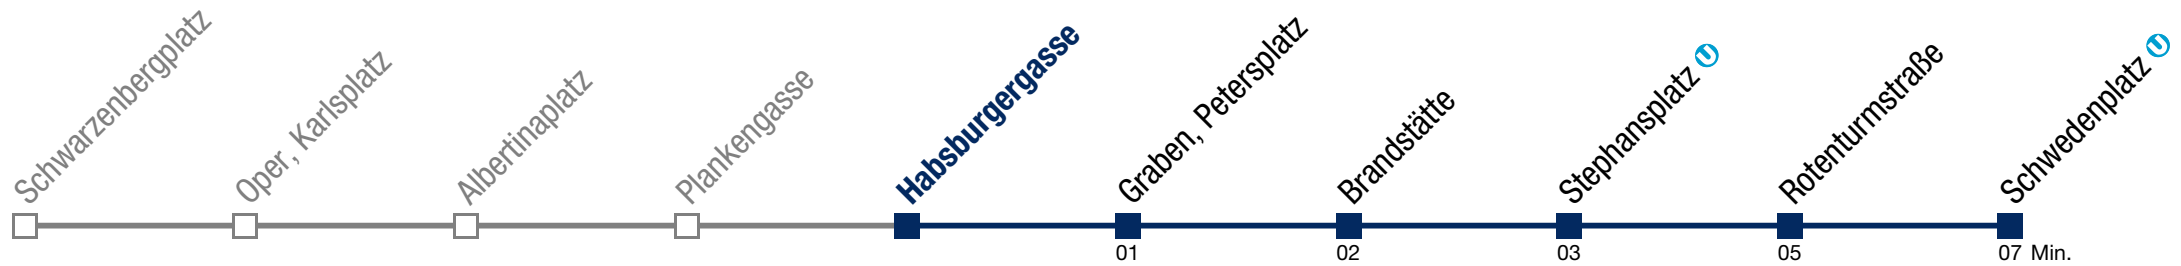 Schwarzenbergplatz
Oper, Karlsplatz
Albertinaplatz
Plankengasse
Habsburgergasse
Graben, Petersplatz
Brandstätte
Stephansplatz U
Rotenturmstraße
Schwedenplatz U
01 02 03 05 07 Min.